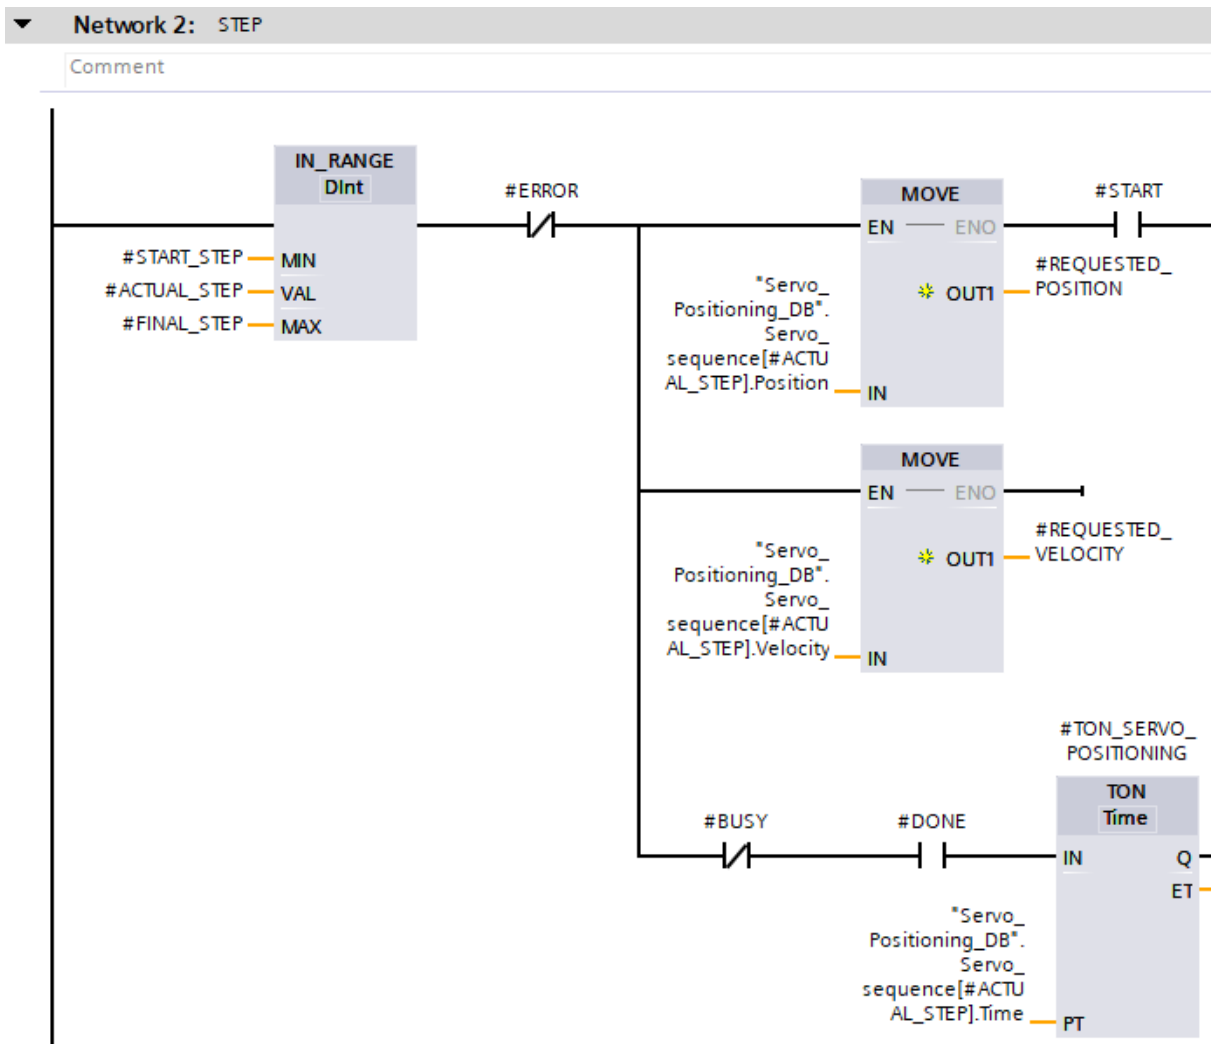 Network 2: STEP
Comment
IN_RANGE
DInt
#START_STEP MIN
#ACTUAL_STEP VAL
#FINAL_STEP MAX
#ERROR
MOVE
EN ENO
"Servo_
Positioning_DB".
Servo_
sequence[#ACTU
AL_STEP].Position IN
OUT1
#REQUESTED_
POSITION
#START
MOVE
EN ENO
"Servo_
Positioning_DB".
Servo_
sequence[#ACTU
AL_STEP].Velocity IN
OUT1
#REQUESTED_
VELOCITY
#BUSY
#DONE
#TON_SERVO_
POSITIONING
TON
Time
IN Q
ET
"Servo_
Positioning_DB".
Servo_
sequence[#ACTU
AL_STEP].Time PT